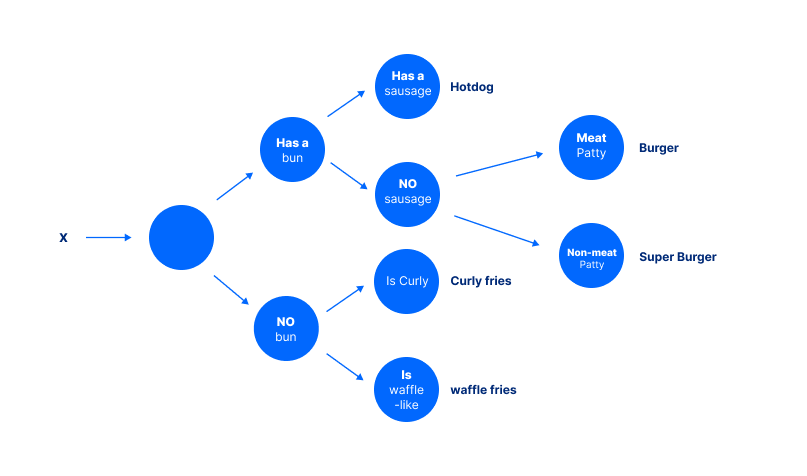 Has a
sausage
Hotdog
Has a
bun
Meat
Patty
Burger
NO
sausage
X
Non-meat
Patty
Super Burger
Is Curly
Curly fries
NO
bun
Is
waffle
-like
waffle fries